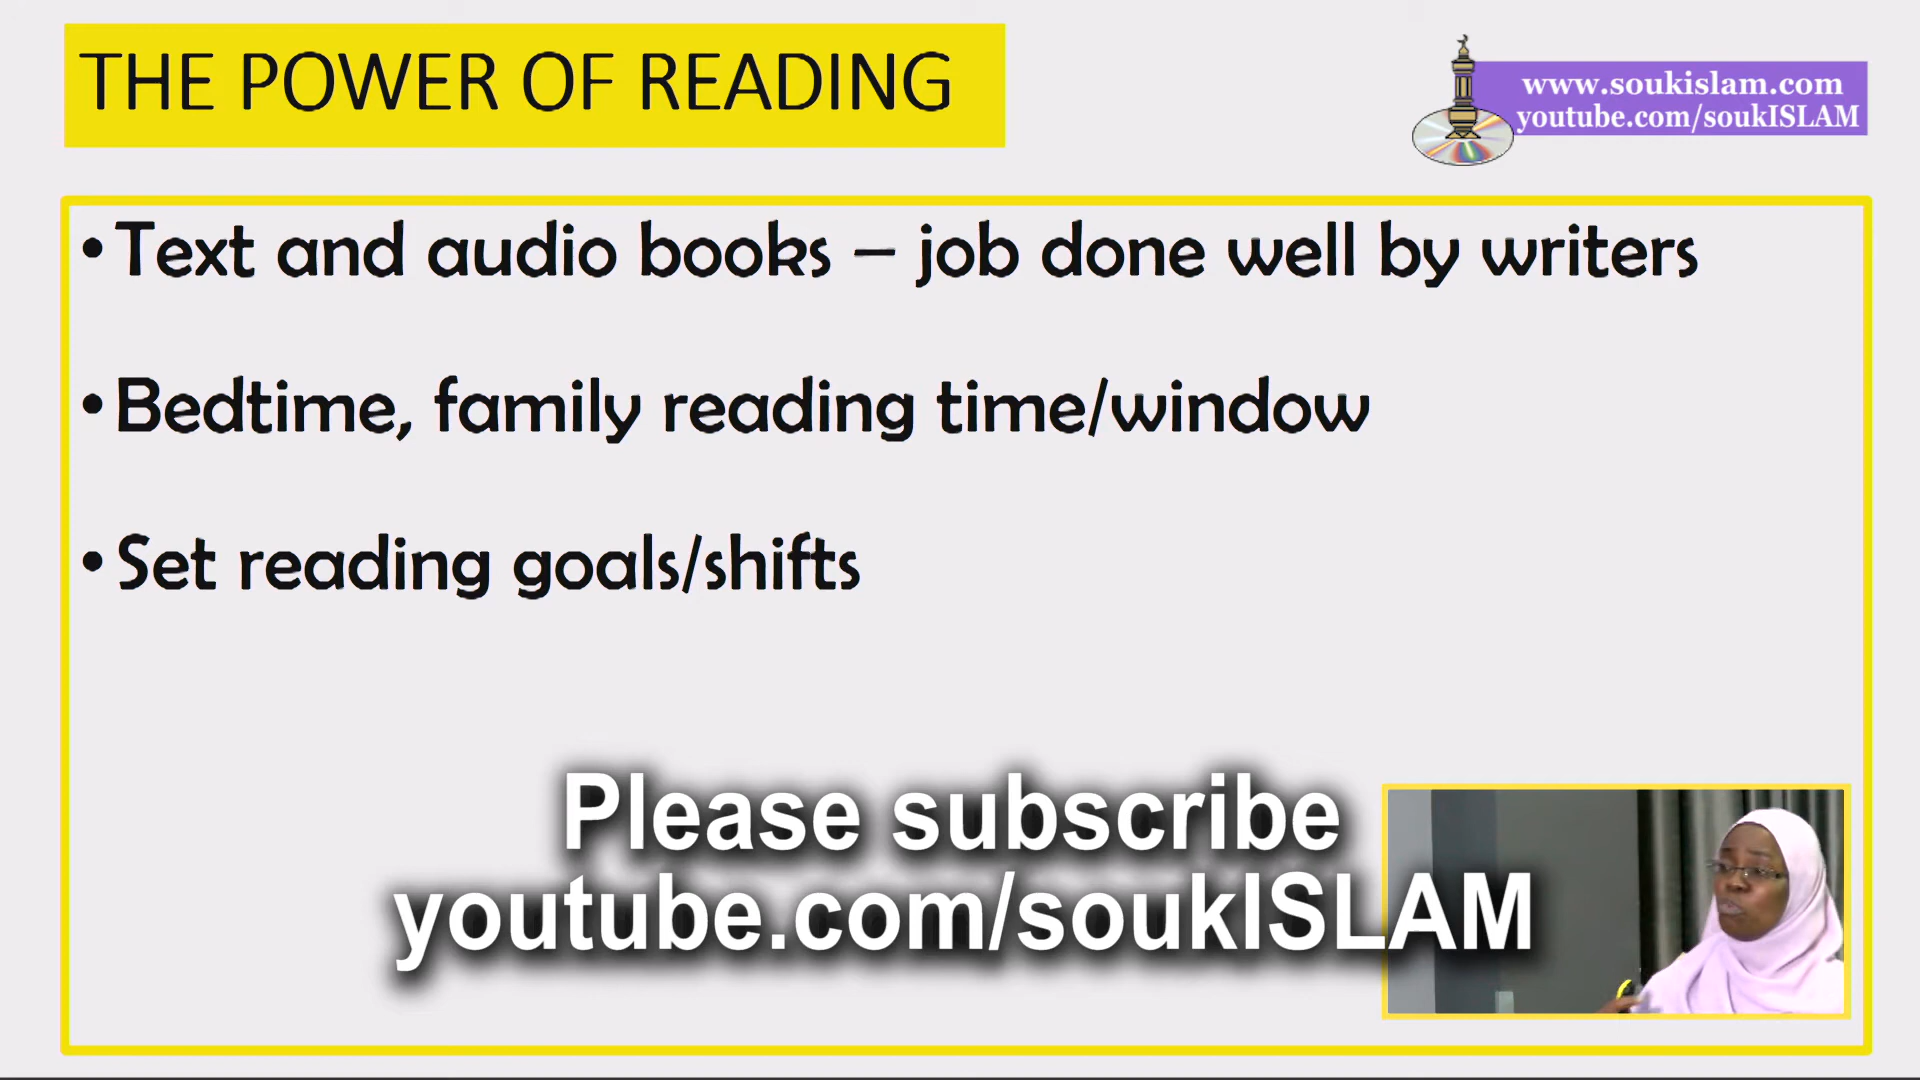 THE POWER OF READING
www.soukislam.com
youtube.com/soukISLAM
•Text and audio books – job done well by writers
•Bedtime, family reading time/window
•Set reading goals/shifts
Please subscribe
youtube.com/soukISLAM